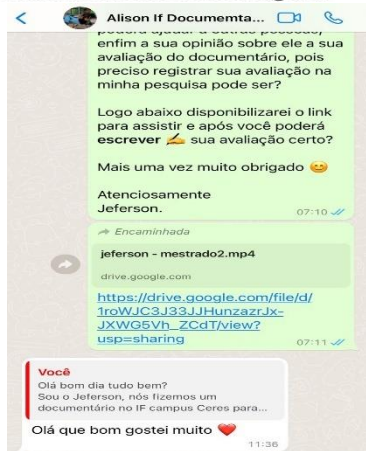 Alison If Documemta...
enfim a sua opinião sobre ele a sua
avaliação do documentário, pois
preciso registrar sua avaliação na
minha pesquisa pode ser?
Logo abaixo disponibilizarei o link
para assistir e após você poderá
escrever ✍️ sua avaliação certo?
Mais uma vez muito obrigado 😄
Atenciosamente
Jeferson.
07:10
Encaminhada
jeferson - mestrado2.mp4
drive.google.com
https://drive.google.com/file/d/
1roWJC3J33JJHunzazrJx-
JXWG5Vh_ZCdT/view?
usp=sharing
07:11
Você
Olá bom dia tudo bem?
Sou o Jeferson, nós fizemos um
documentário no IF campus Ceres para...
Olá que bom gostei muito ❤️
11:36